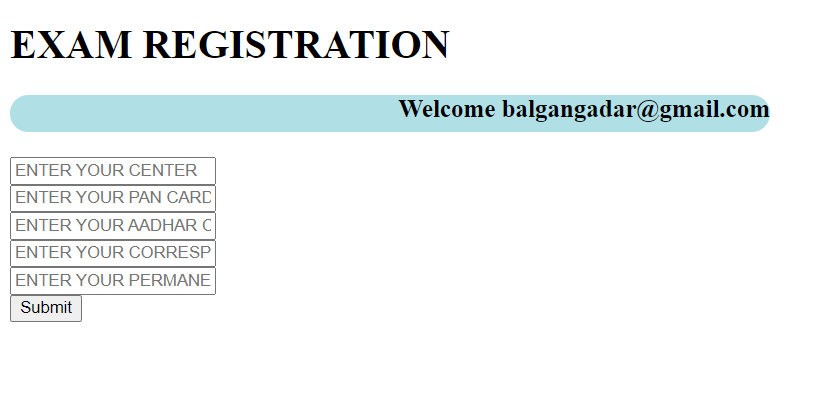 EXAM REGISTRATION
Welcome balgangadar@gmail.com
ENTER YOUR CENTER
ENTER YOUR PAN CARD
ENTER YOUR AADHAR C
ENTER YOUR CORRESP
ENTER YOUR PERMANE
Submit